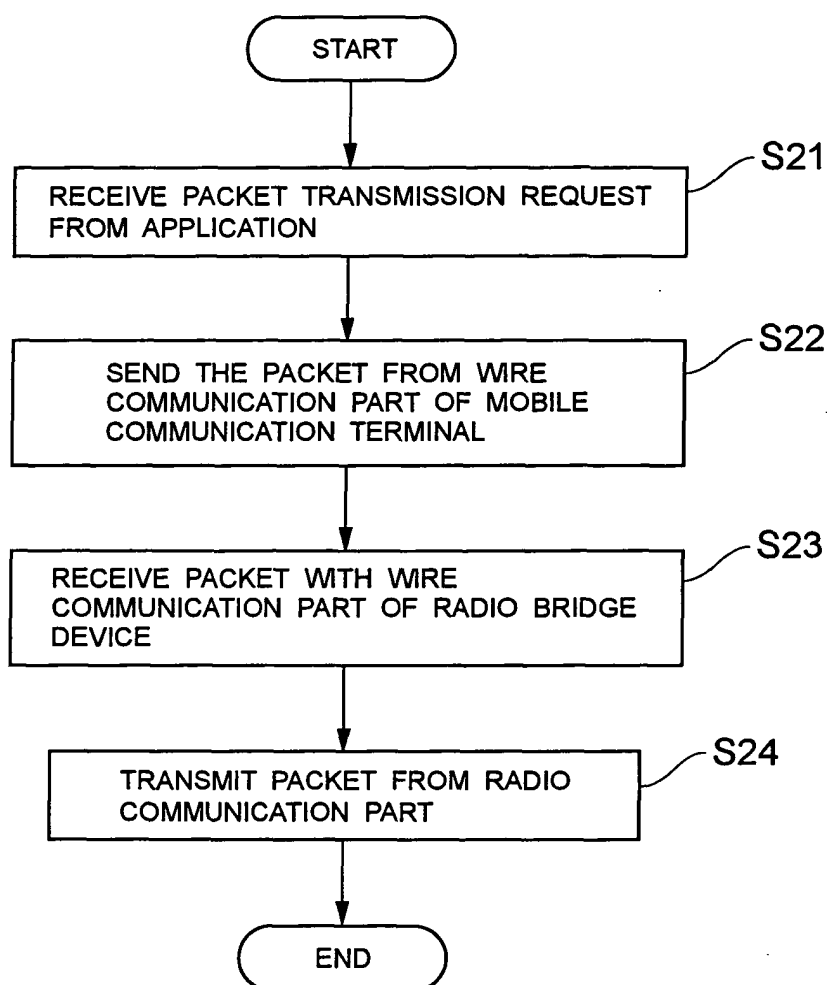 START
S21
RECEIVE PACKET TRANSMISSION REQUEST
FROM APPLICATION
S22
SEND THE PACKET FROM WIRE
COMMUNICATION PART OF MOBILE
COMMUNICATION TERMINAL
S23
RECEIVE PACKET WITH WIRE
COMMUNICATION PART OF RADIO BRIDGE
DEVICE
S24
TRANSMIT PACKET FROM RADIO
COMMUNICATION PART
END